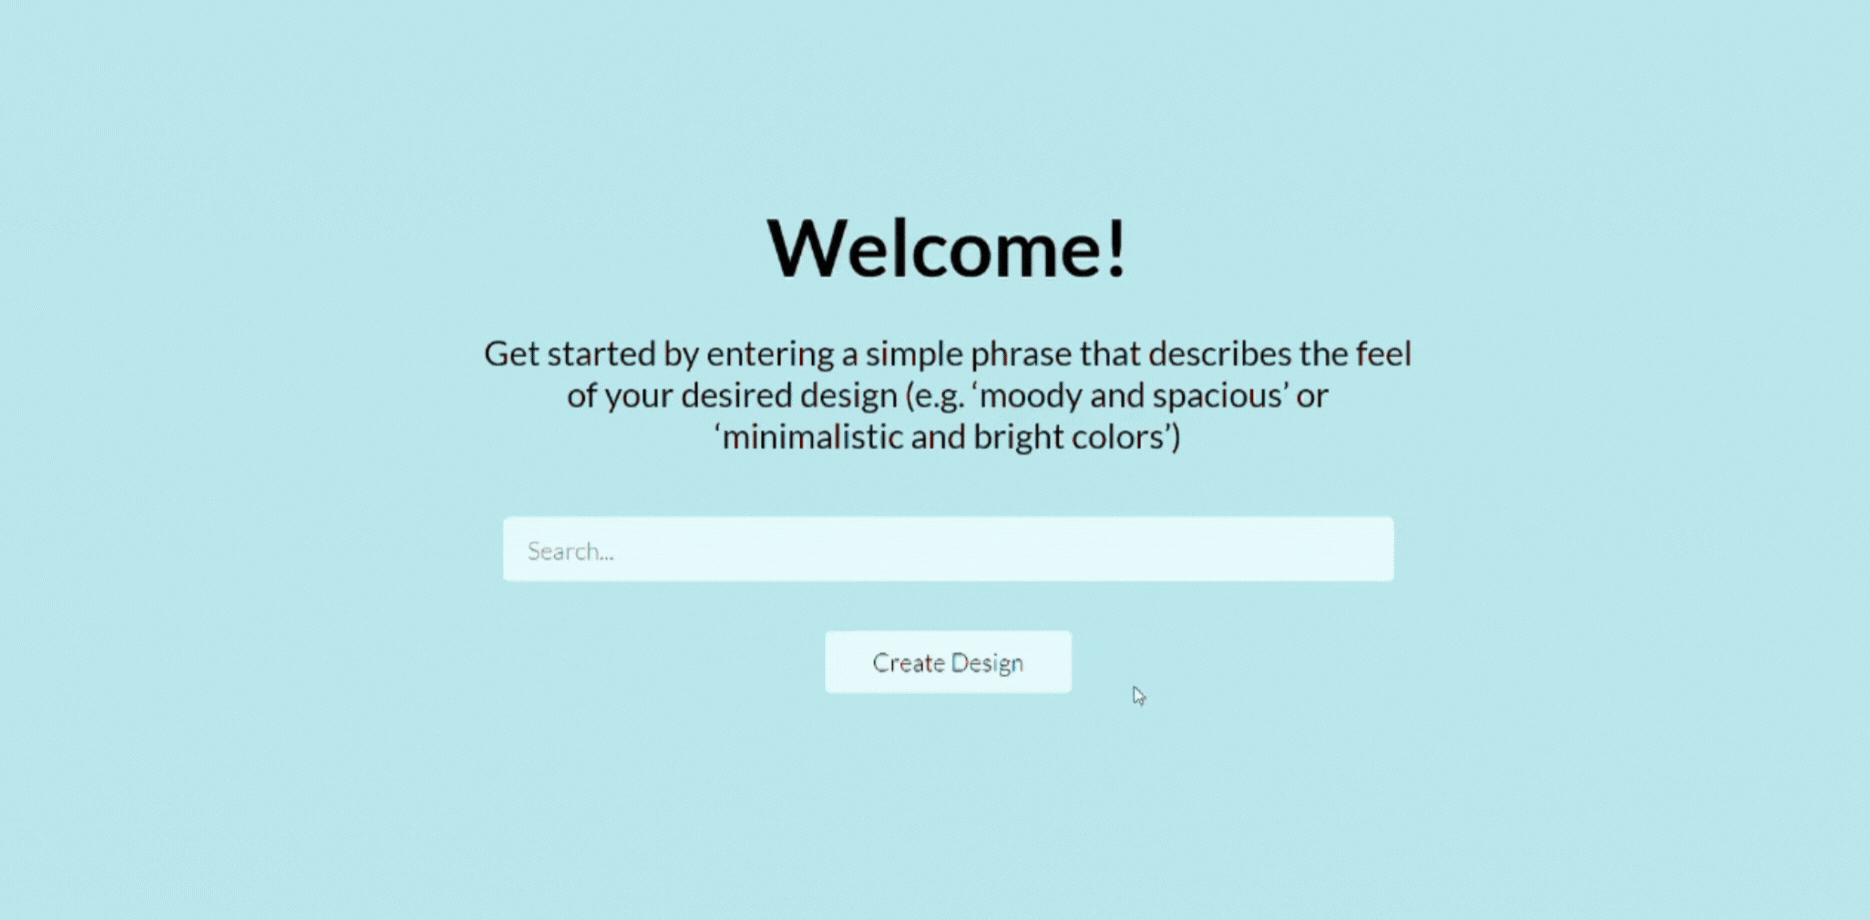 Welcome!
Get started by entering a simple phrase that describes the feel
of your desired design (e.g. ‘moody and spacious’ or
‘minimalistic and bright colors’)
Search...
Create Design